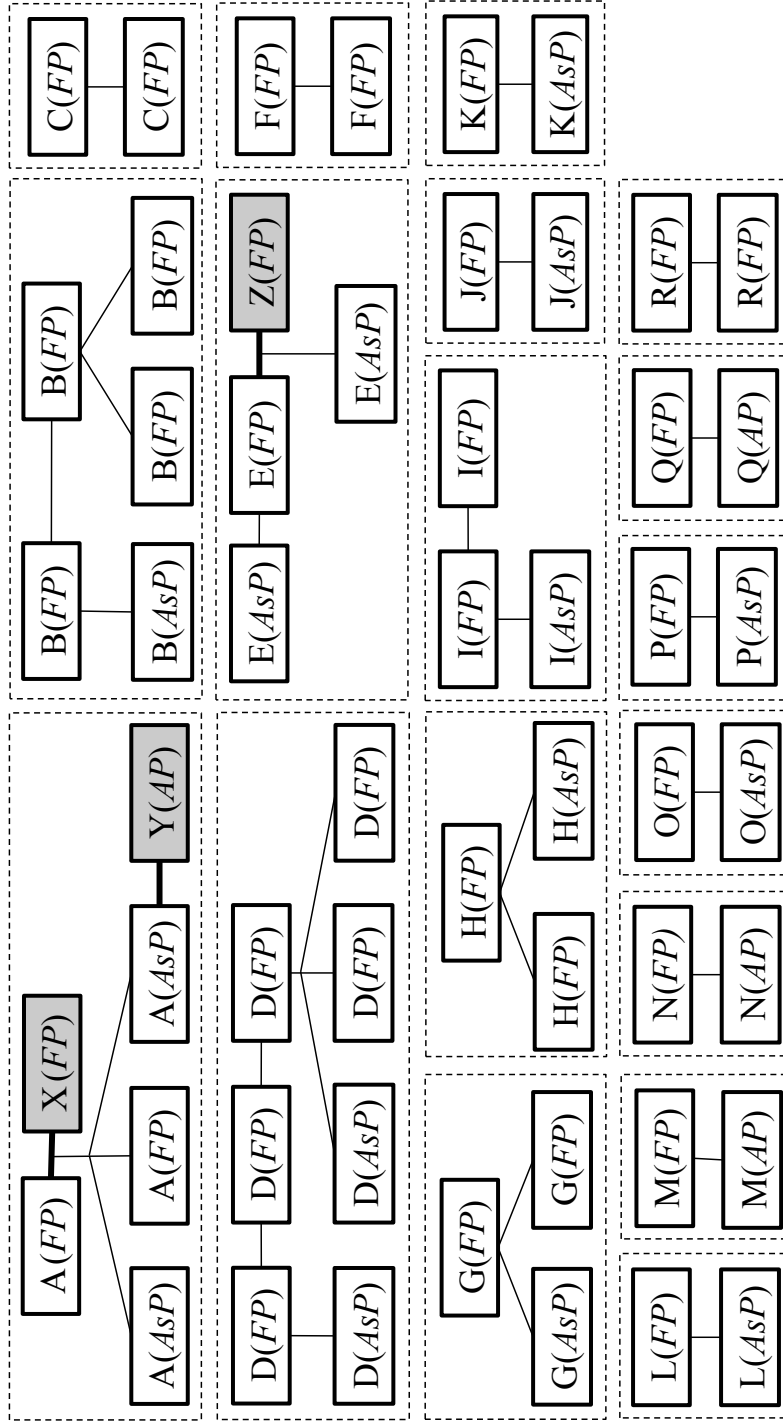 A(FP)
X(FP)
A(AsP)
A(FP)
A(AsP)
Y(AP)
B(FP)
B(FP)
B(AsP)
B(FP)
B(FP)
C(FP)
C(FP)
D(FP)
D(FP)
D(FP)
D(AsP)
D(AsP)
D(FP)
D(FP)
E(AsP)
E(FP)
Z(FP)
E(AsP)
F(FP)
F(FP)
G(FP)
G(AsP)
G(FP)
H(FP)
H(FP)
H(AsP)
I(FP)
I(FP)
I(AsP)
J(FP)
J(AsP)
K(FP)
K(AsP)
L(FP)
L(AsP)
M(FP)
M(AP)
N(FP)
N(AP)
O(FP)
O(AsP)
P(FP)
P(AsP)
Q(FP)
Q(AP)
R(FP)
R(FP)